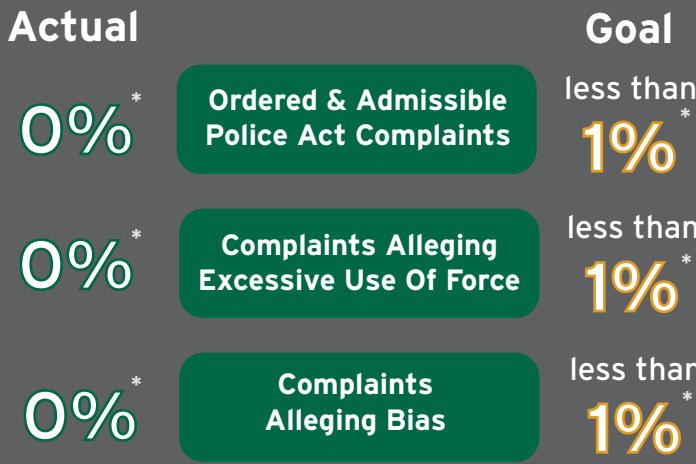 Actual
Goal
0%*
Ordered & Admissible
Police Act Complaints
less than
1%*
0%*
Complaints Alleging
Excessive Use Of Force
less than
1%*
0%*
Complaints
Alleging Bias
less than
1%*